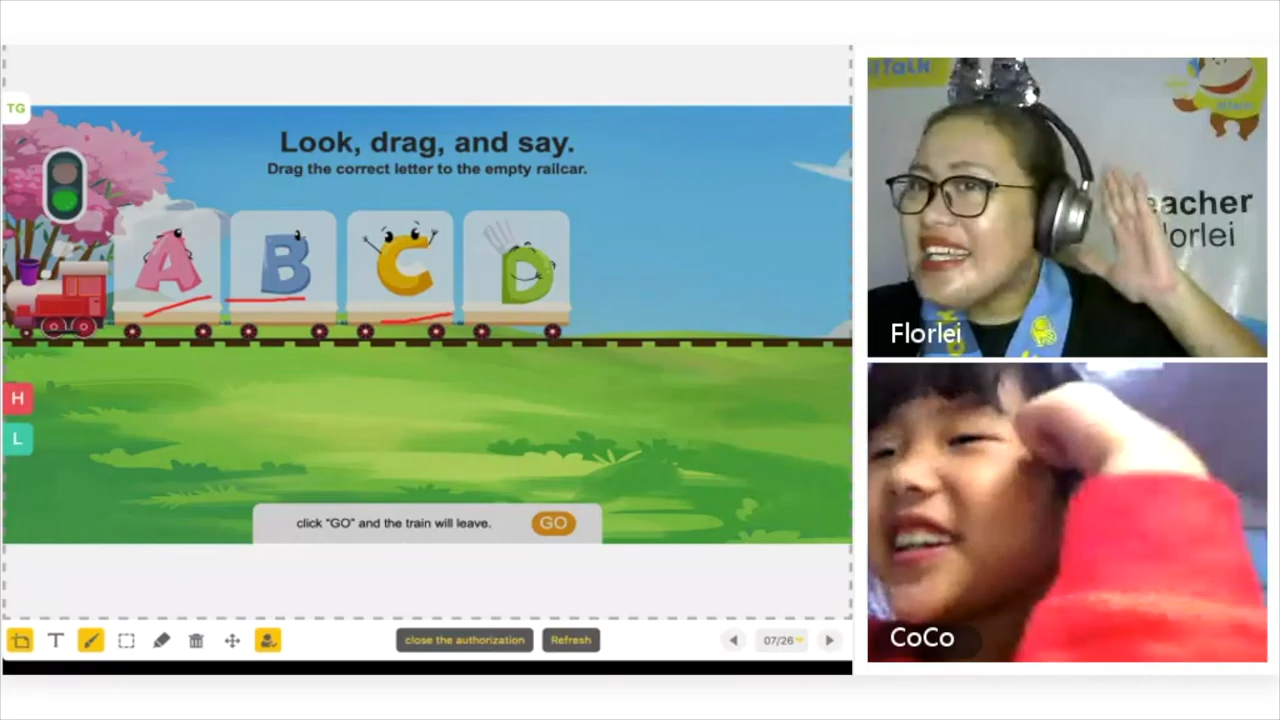 TG
Look, drag, and say.
Drag the correct letter to the empty railcar.
A B C D
H
L
click "GO" and the train will leave.
GO
T
close the authorization
Refresh
07/26
Talk
eacher
lorlei
Florlei
CoCo